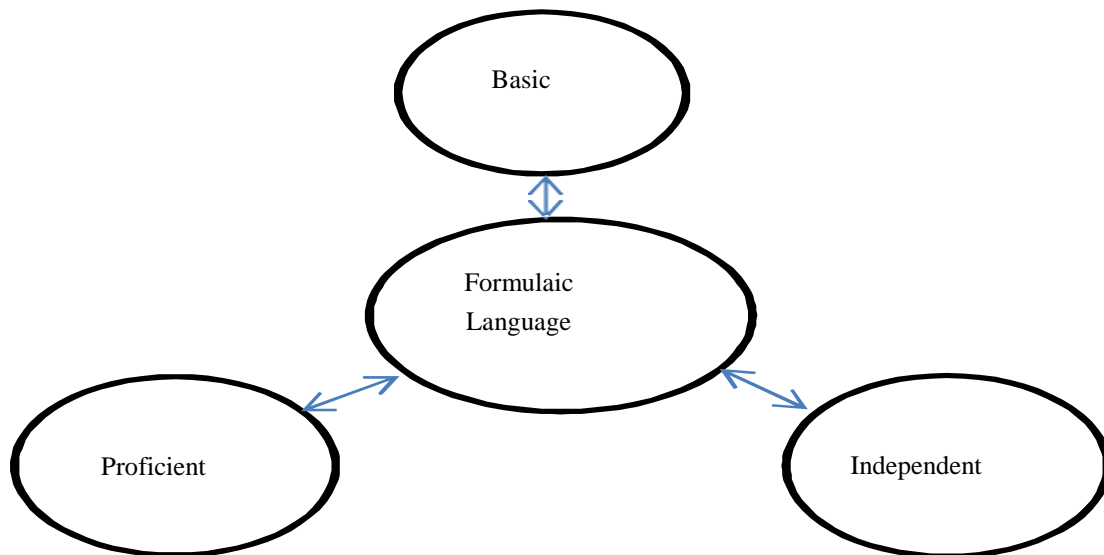 Basic
Formulaic
Language
Proficient
Independent